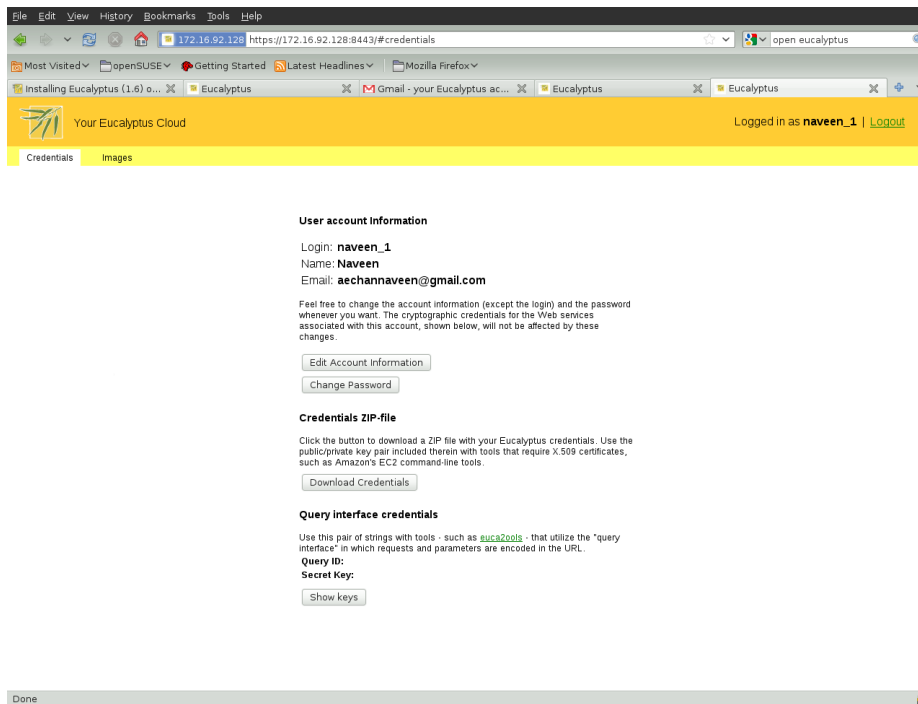 File Edit View History Bookmarks Tools Help
172.16.92.128 https://172.16.92.128:8443/#credentials open eucalyptus
Most Visited openSUSE Getting Started Latest Headlines Mozilla Firefox
Installing Eucalyptus (1.6) o... Eucalyptus Gmail - your Eucalyptus ac... Eucalyptus Eucalyptus
Your Eucalyptus Cloud Logged in as naveen_1 | Logout
Credentials Images
User account Information
Login: naveen_1
Name: Naveen
Email: aechannaveen@gmail.com
Feel free to change the account information (except the login) and the password
whenever you want. The cryptographic credentials for the Web services
associated with this account, shown below, will not be affected by these
changes.
Edit Account Information
Change Password
Credentials ZIP-file
Click the button to download a ZIP file with your Eucalyptus credentials. Use the
public/private key pair included therein with tools that require X.509 certificates,
such as Amazon's EC2 command-line tools.
Download Credentials
Query interface credentials
Use this pair of strings with tools - such as euca2ools - that utilize the "query
interface" in which requests and parameters are encoded in the URL.
Query ID:
Secret Key:
Show keys
Done